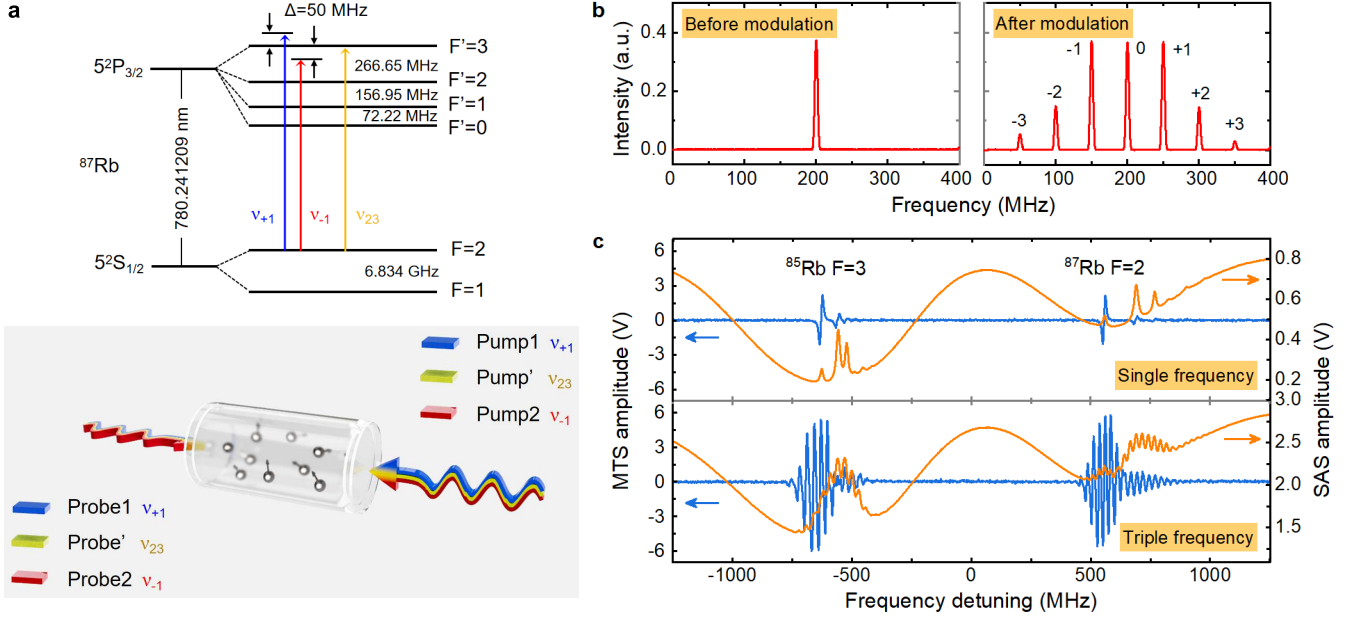 a
Δ=50 MHz
F'=3
266.65 MHz
5²P₃/₂
F'=2
156.95 MHz
F'=1
72.22 MHz
F'=0
⁸⁷Rb
780.241209 nm
ν₊₁
ν₋₁
ν₂₃
F=2
5²S₁/₂
6.834 GHz
F=1
Pump1 ν₊₁
Pump' ν₂₃
Pump2 ν₋₁
Probe1 ν₊₁
Probe' ν₂₃
Probe2 ν₋₁
b
Before modulation
After modulation
Intensity (a.u.)
0.4
0.2
0.0
-3
-2
-1
0
+1
+2
+3
0 100 200 300 400
0 100 200 300 400
Frequency (MHz)
c
⁸⁵Rb F=3
⁸⁷Rb F=2
6
3
0
-3
-6
0.8
0.6
0.4
0.2
Single frequency
3.0
6
3
0
-3
-6
2.5
2.0
1.5
Triple frequency
MTS amplitude (V)
SAS amplitude (V)
-1000 -500 0 500 1000
Frequency detuning (MHz)